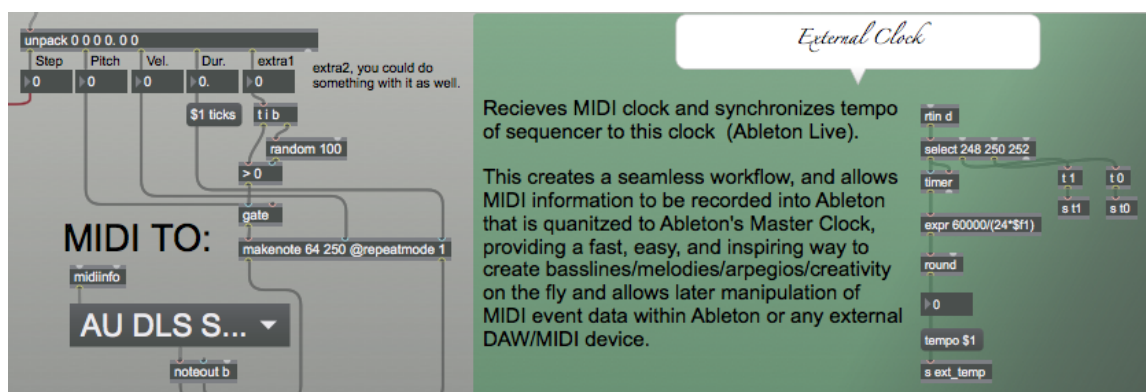 unpack 0 0 0 0. 0 0
Step Pitch Vel. Dur. extra1
0 0 0 0. 0
extra2, you could do
something with it as well.
$1 ticks
t i b
random 100
> 0
gate
makenote 64 250 @repeatmode 1
MIDI TO:
midiinfo
AU DLS S...
noteout b
External Clock
Recieves MIDI clock and synchronizes tempo
of sequencer to this clock (Ableton Live).
This creates a seamless workflow, and allows
MIDI information to be recorded into Ableton
that is quanitzed to Ableton's Master Clock,
providing a fast, easy, and inspiring way to
create basslines/melodies/arpegios/creativity
on the fly and allows later manipulation of
MIDI event data within Ableton or any external
DAW/MIDI device.
rtin d
select 248 250 252
timer
t 1 t 0
s t1 s t0
expr 60000/(24*$f1)
round
0
tempo $1
s ext_temp